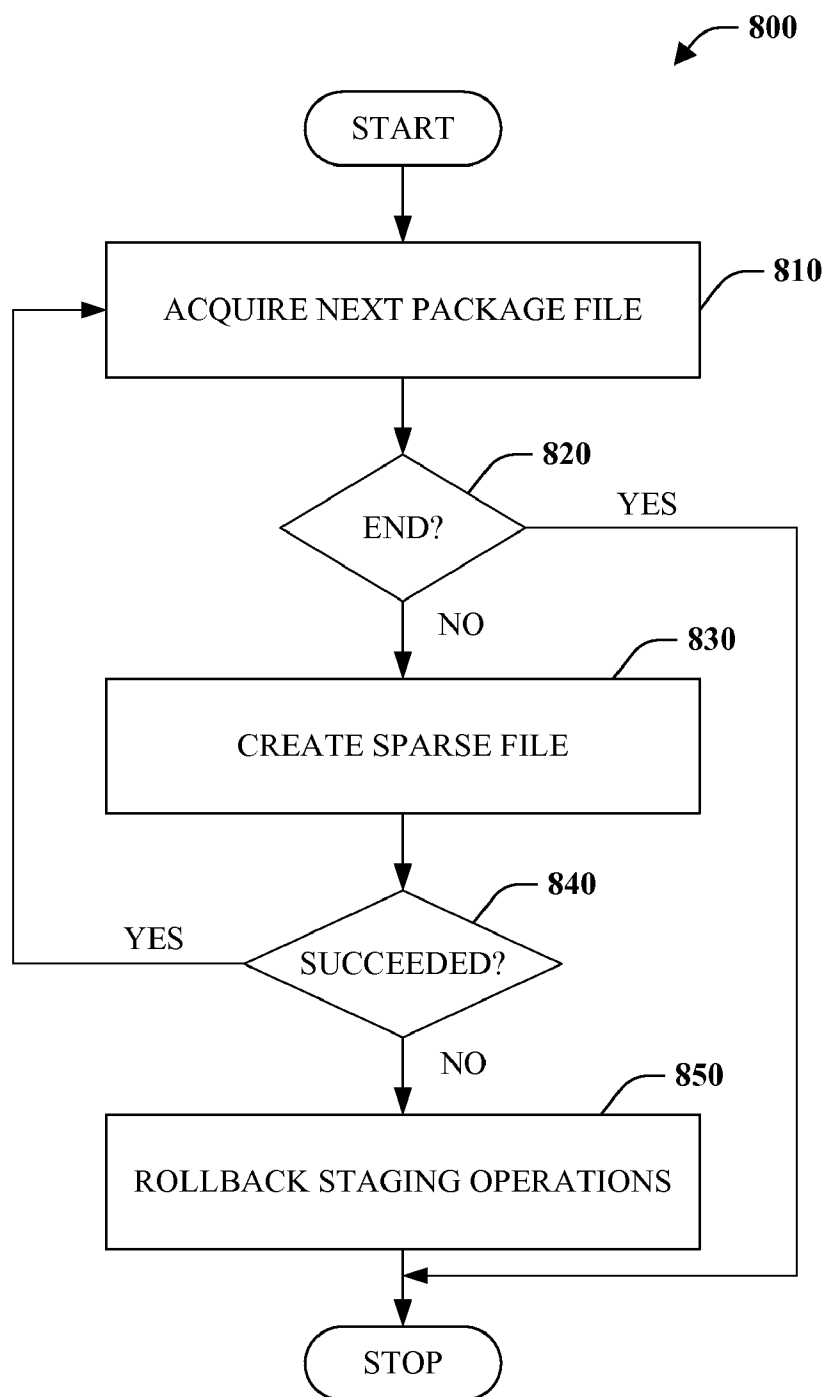 800
START
810
ACQUIRE NEXT PACKAGE FILE
820
END?
YES
NO
830
CREATE SPARSE FILE
840
YES
SUCCEEDED?
NO
850
ROLLBACK STAGING OPERATIONS
STOP